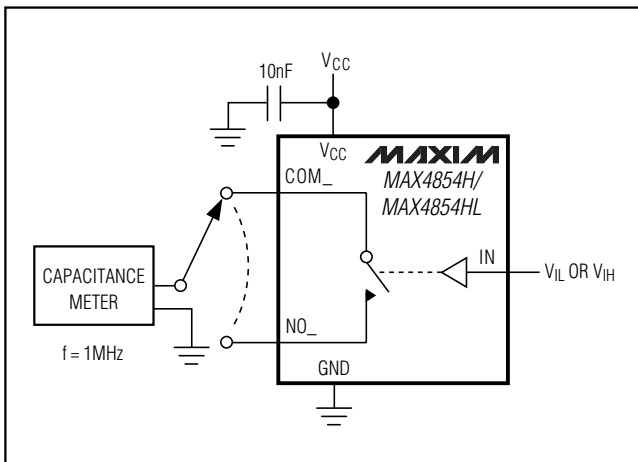 VCC
10nF
VCC
MAXIM
MAX4854H/
MAX4854HL
COM_
IN
VIL OR VIH
CAPACITANCE
METER
NO_
f = 1MHz
GND